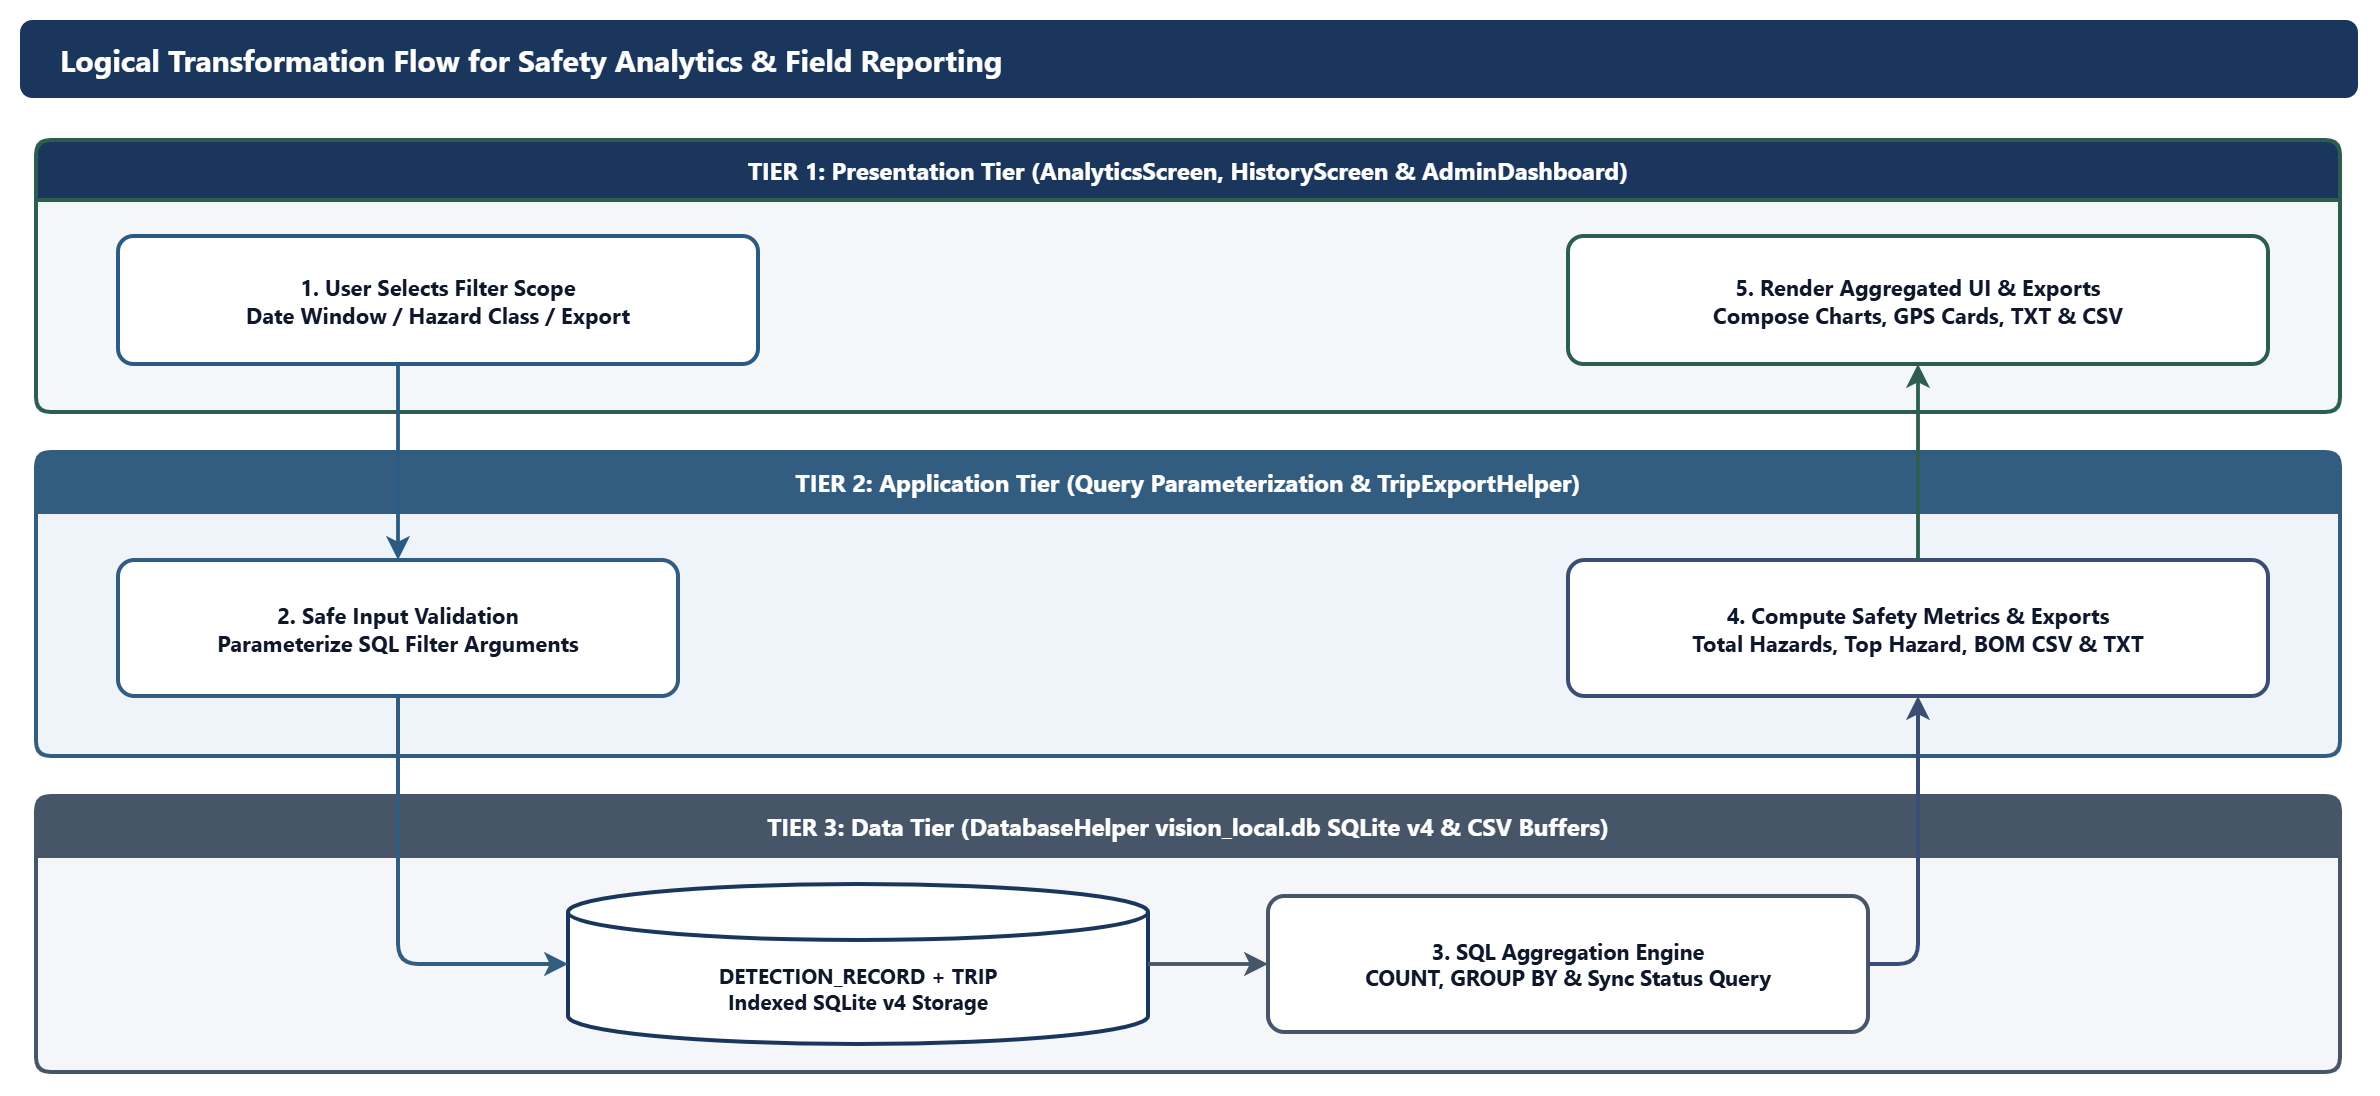 Logical Transformation Flow for Safety Analytics & Field Reporting
TIER 1: Presentation Tier (AnalyticsScreen, HistoryScreen & AdminDashboard)
1. User Selects Filter Scope
Date Window / Hazard Class / Export
5. Render Aggregated UI & Exports
Compose Charts, GPS Cards, TXT & CSV
TIER 2: Application Tier (Query Parameterization & TripExportHelper)
2. Safe Input Validation
Parameterize SQL Filter Arguments
4. Compute Safety Metrics & Exports
Total Hazards, Top Hazard, BOM CSV & TXT
TIER 3: Data Tier (DatabaseHelper vision_local.db SQLite v4 & CSV Buffers)
DETECTION_RECORD + TRIP
Indexed SQLite v4 Storage
3. SQL Aggregation Engine
COUNT, GROUP BY & Sync Status Query